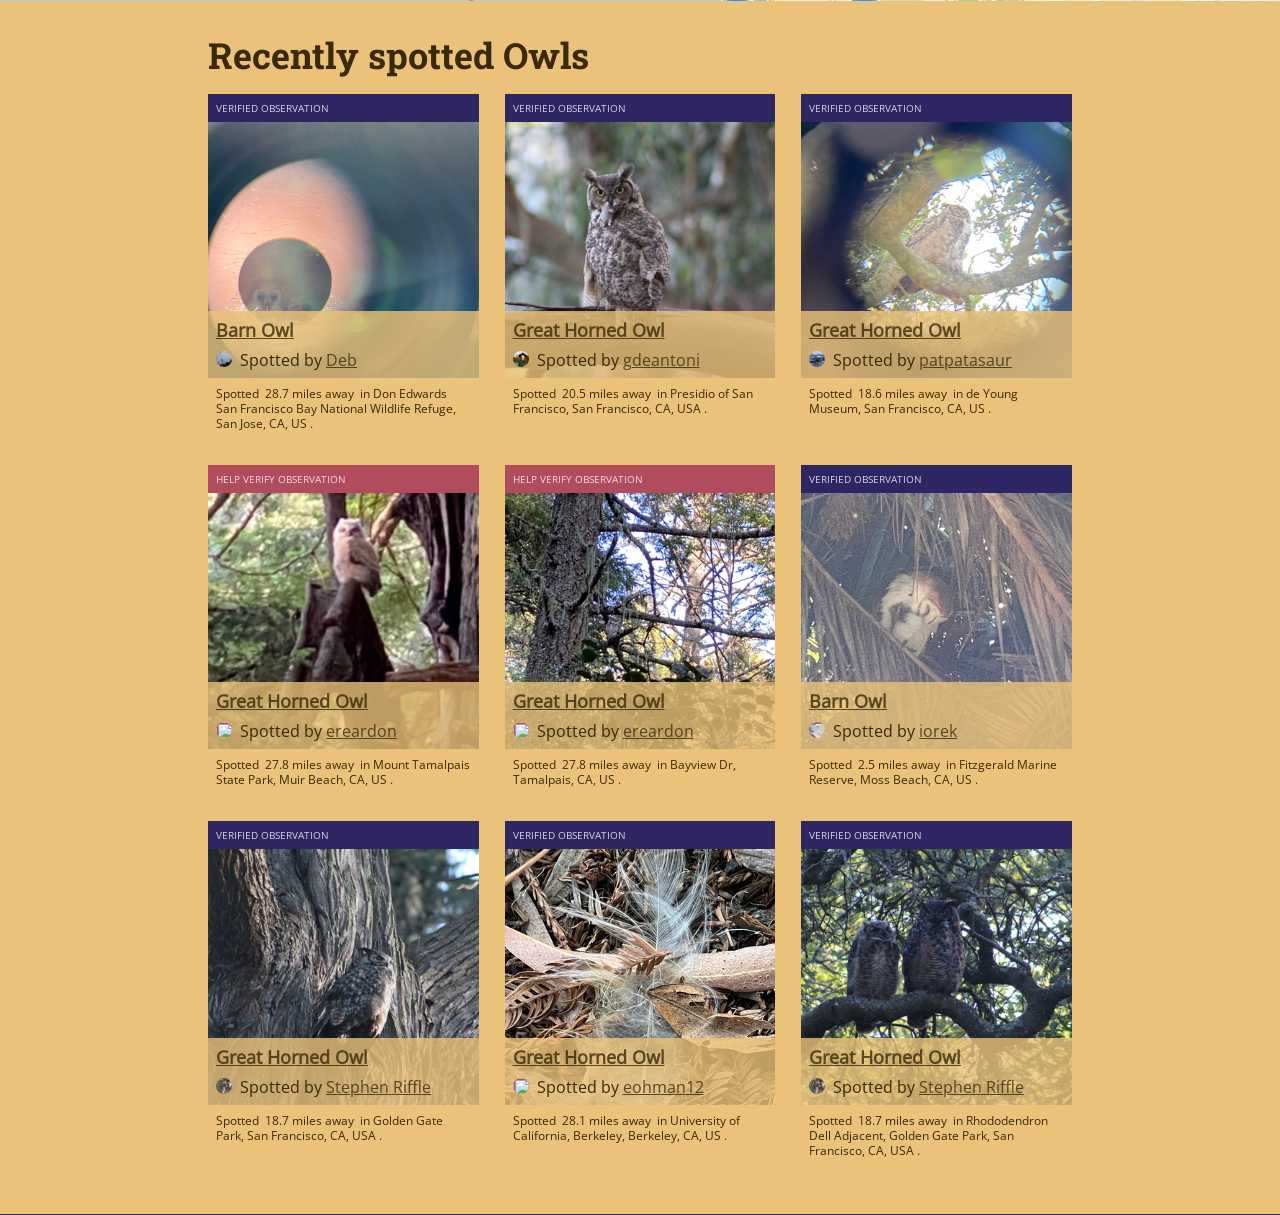 Recently spotted Owls
VERIFIED OBSERVATION
Barn Owl
Spotted by Deb
Spotted 28.7 miles away in Don Edwards
San Francisco Bay National Wildlife Refuge,
San Jose, CA, US .
VERIFIED OBSERVATION
Great Horned Owl
Spotted by gdeantoni
Spotted 20.5 miles away in Presidio of San
Francisco, San Francisco, CA, USA .
VERIFIED OBSERVATION
Great Horned Owl
Spotted by patpatasaur
Spotted 18.6 miles away in de Young
Museum, San Francisco, CA, US .
HELP VERIFY OBSERVATION
Great Horned Owl
Spotted by ereardon
Spotted 27.8 miles away in Mount Tamalpais
State Park, Muir Beach, CA, US .
HELP VERIFY OBSERVATION
Great Horned Owl
Spotted by ereardon
Spotted 27.8 miles away in Bayview Dr,
Tamalpais, CA, US .
VERIFIED OBSERVATION
Barn Owl
Spotted by iorek
Spotted 2.5 miles away in Fitzgerald Marine
Reserve, Moss Beach, CA, US .
VERIFIED OBSERVATION
Great Horned Owl
Spotted by Stephen Riffle
Spotted 18.7 miles away in Golden Gate
Park, San Francisco, CA, USA .
VERIFIED OBSERVATION
Great Horned Owl
Spotted by eohman12
Spotted 28.1 miles away in University of
California, Berkeley, Berkeley, CA, US .
VERIFIED OBSERVATION
Great Horned Owl
Spotted by Stephen Riffle
Spotted 18.7 miles away in Rhododendron
Dell Adjacent, Golden Gate Park, San
Francisco, CA, USA .